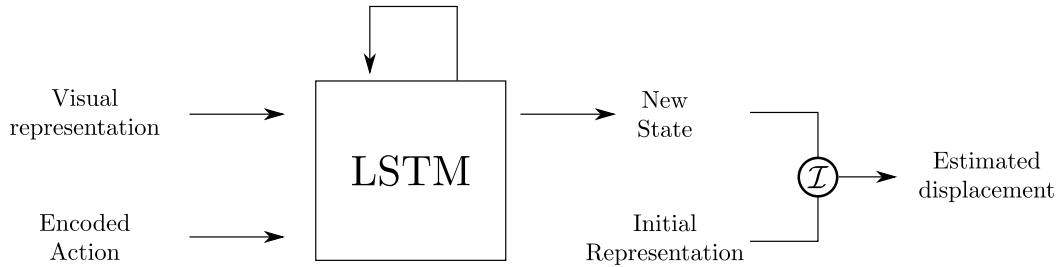 Visual
representation
Encoded
Action
LSTM
New
State
Initial
Representation
ℐ
Estimated
displacement